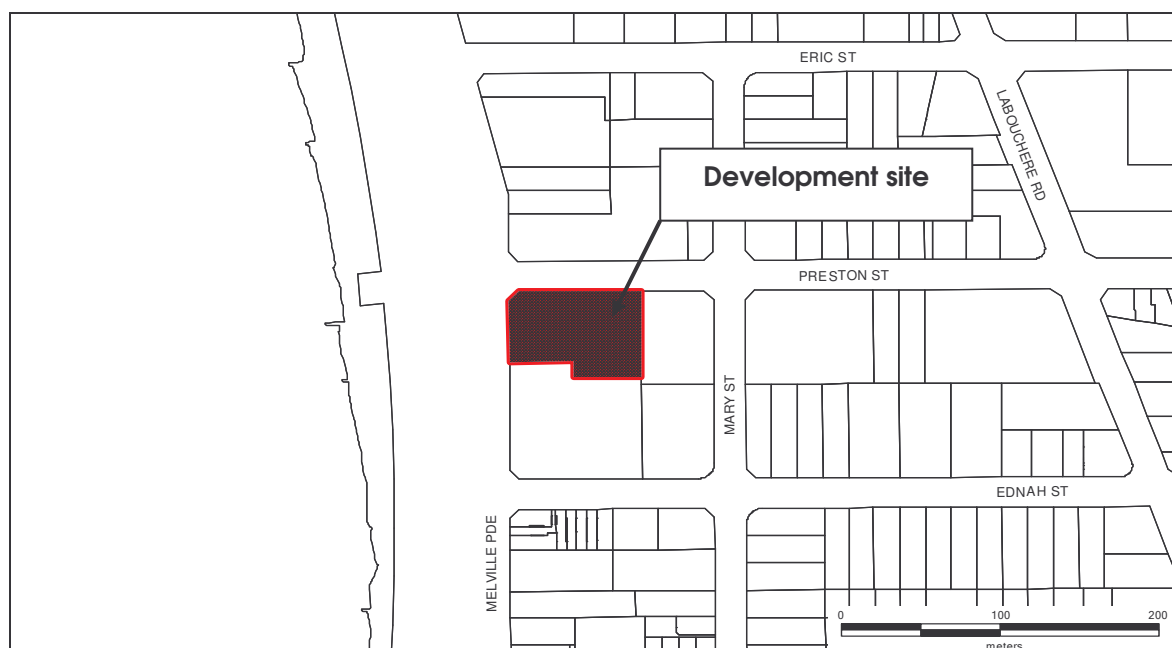 ERIC ST
LABOUCHERE RD
Development site
PRESTON ST
MARY ST
EDNAH ST
MELVILLE PDE
0 100 200
meters